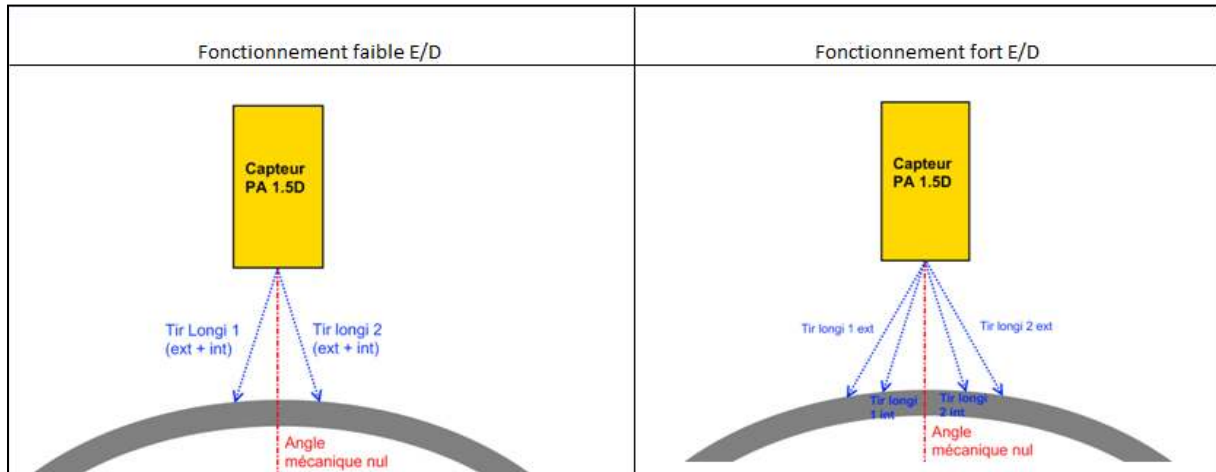 Fonctionnement faible E/D
Fonctionnement fort E/D
Capteur
PA 1.5D
Tir Longi 1
(ext + int)
Tir longi 2
(ext + int)
Angle
mécanique nul
Capteur
PA 1.5D
Tir longi 1 ext
Tir longi 2 ext
Tir longi
1 int
Tir longi
2 int
Angle
mécanique nul